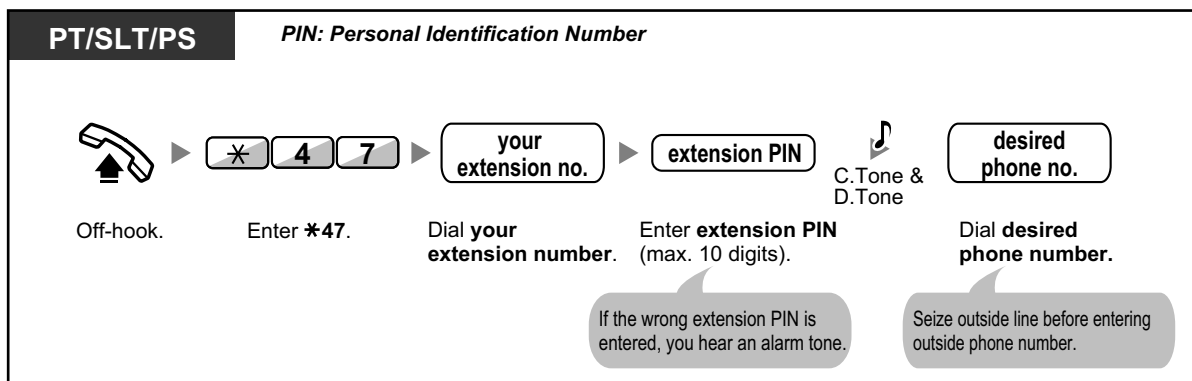 PT/SLT/PS
PIN: Personal Identification Number
✳ 4 7
your
extension no.
extension PIN
C.Tone &
D.Tone
desired
phone no.
Off-hook.
Enter ✳47.
Dial your
extension number.
Enter extension PIN
(max. 10 digits).
Dial desired
phone number.
If the wrong extension PIN is
entered, you hear an alarm tone.
Seize outside line before entering
outside phone number.